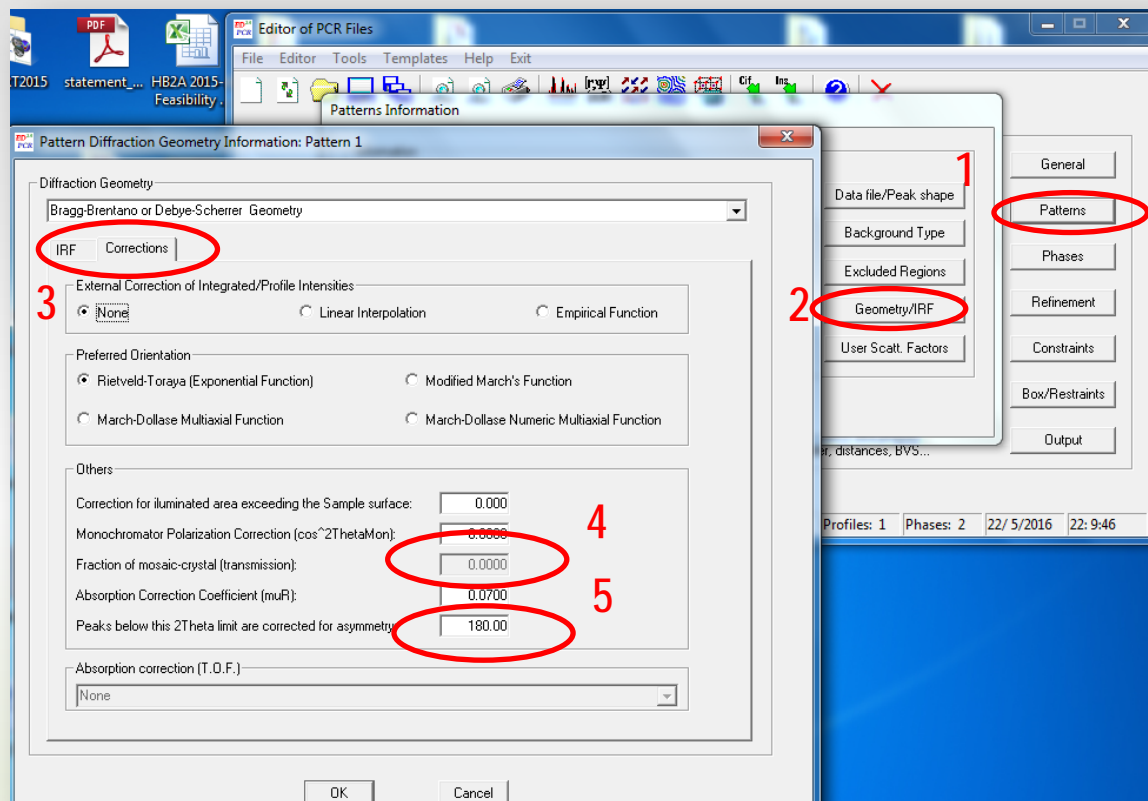 PDF
T2015
statement_...
HB2A 2015-
Feasibility .
Editor of PCR Files
File Editor Tools Templates Help Exit
Cif
Ins
Patterns Information
Pattern Diffraction Geometry Information: Pattern 1
Diffraction Geometry
Bragg-Brentano or Debye-Scherrer Geometry
IRF Corrections
External Correction of Integrated/Profile Intensities
3
None Linear Interpolation Empirical Function
Preferred Orientation
Rietveld-Toraya (Exponential Function) Modified March's Function
March-Dollase Multiaxial Function March-Dollase Numeric Multiaxial Function
Others
Correction for iluminated area exceeding the Sample surface: 0.000
4
Monochromator Polarization Correction (cos^2ThetaMon): 0.0000
Fraction of mosaic-crystal (transmission): 0.0000
5
Absorption Correction Coefficient (muR): 0.0700
Peaks below this 2Theta limit are corrected for asymmetry 180.00
Absorption correction (T.O.F.)
None
OK Cancel
1
Data file/Peak shape
Background Type
Excluded Regions
2
Geometry/IRF
User Scatt. Factors
General
Patterns
Phases
Refinement
Constraints
Box/Restraints
Output
r, distances, BVS...
Profiles: 1 Phases: 2 22/ 5/2016 22: 9:46